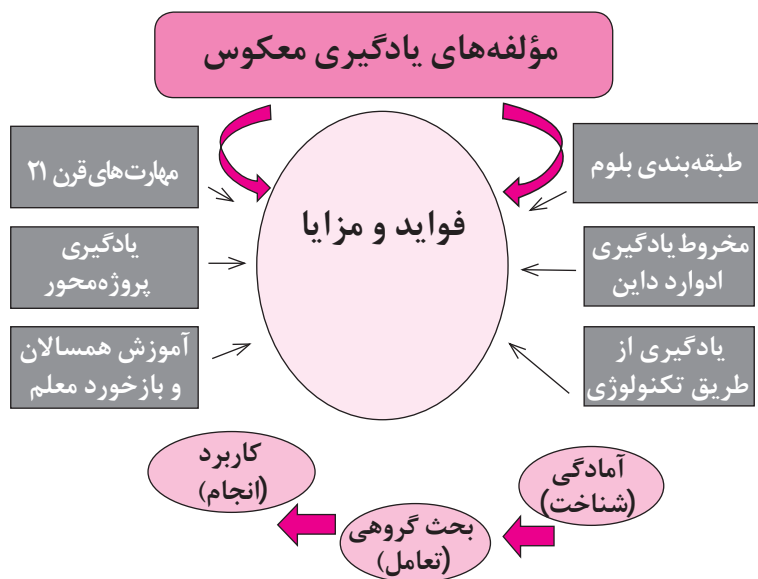 مؤلفه‌های یادگیری معکوس
فواید و مزایا
طبقه‌بندی بلوم
مخروط یادگیری
ادوارد داین
یادگیری از
طریق تکنولوژی
مهارت‌های قرن ۲۱
یادگیری
پروژه‌محور
آموزش همسالان
و بازخورد معلم
آمادگی
(شناخت)
بحث گروهی
(تعامل)
کاربرد
(انجام)